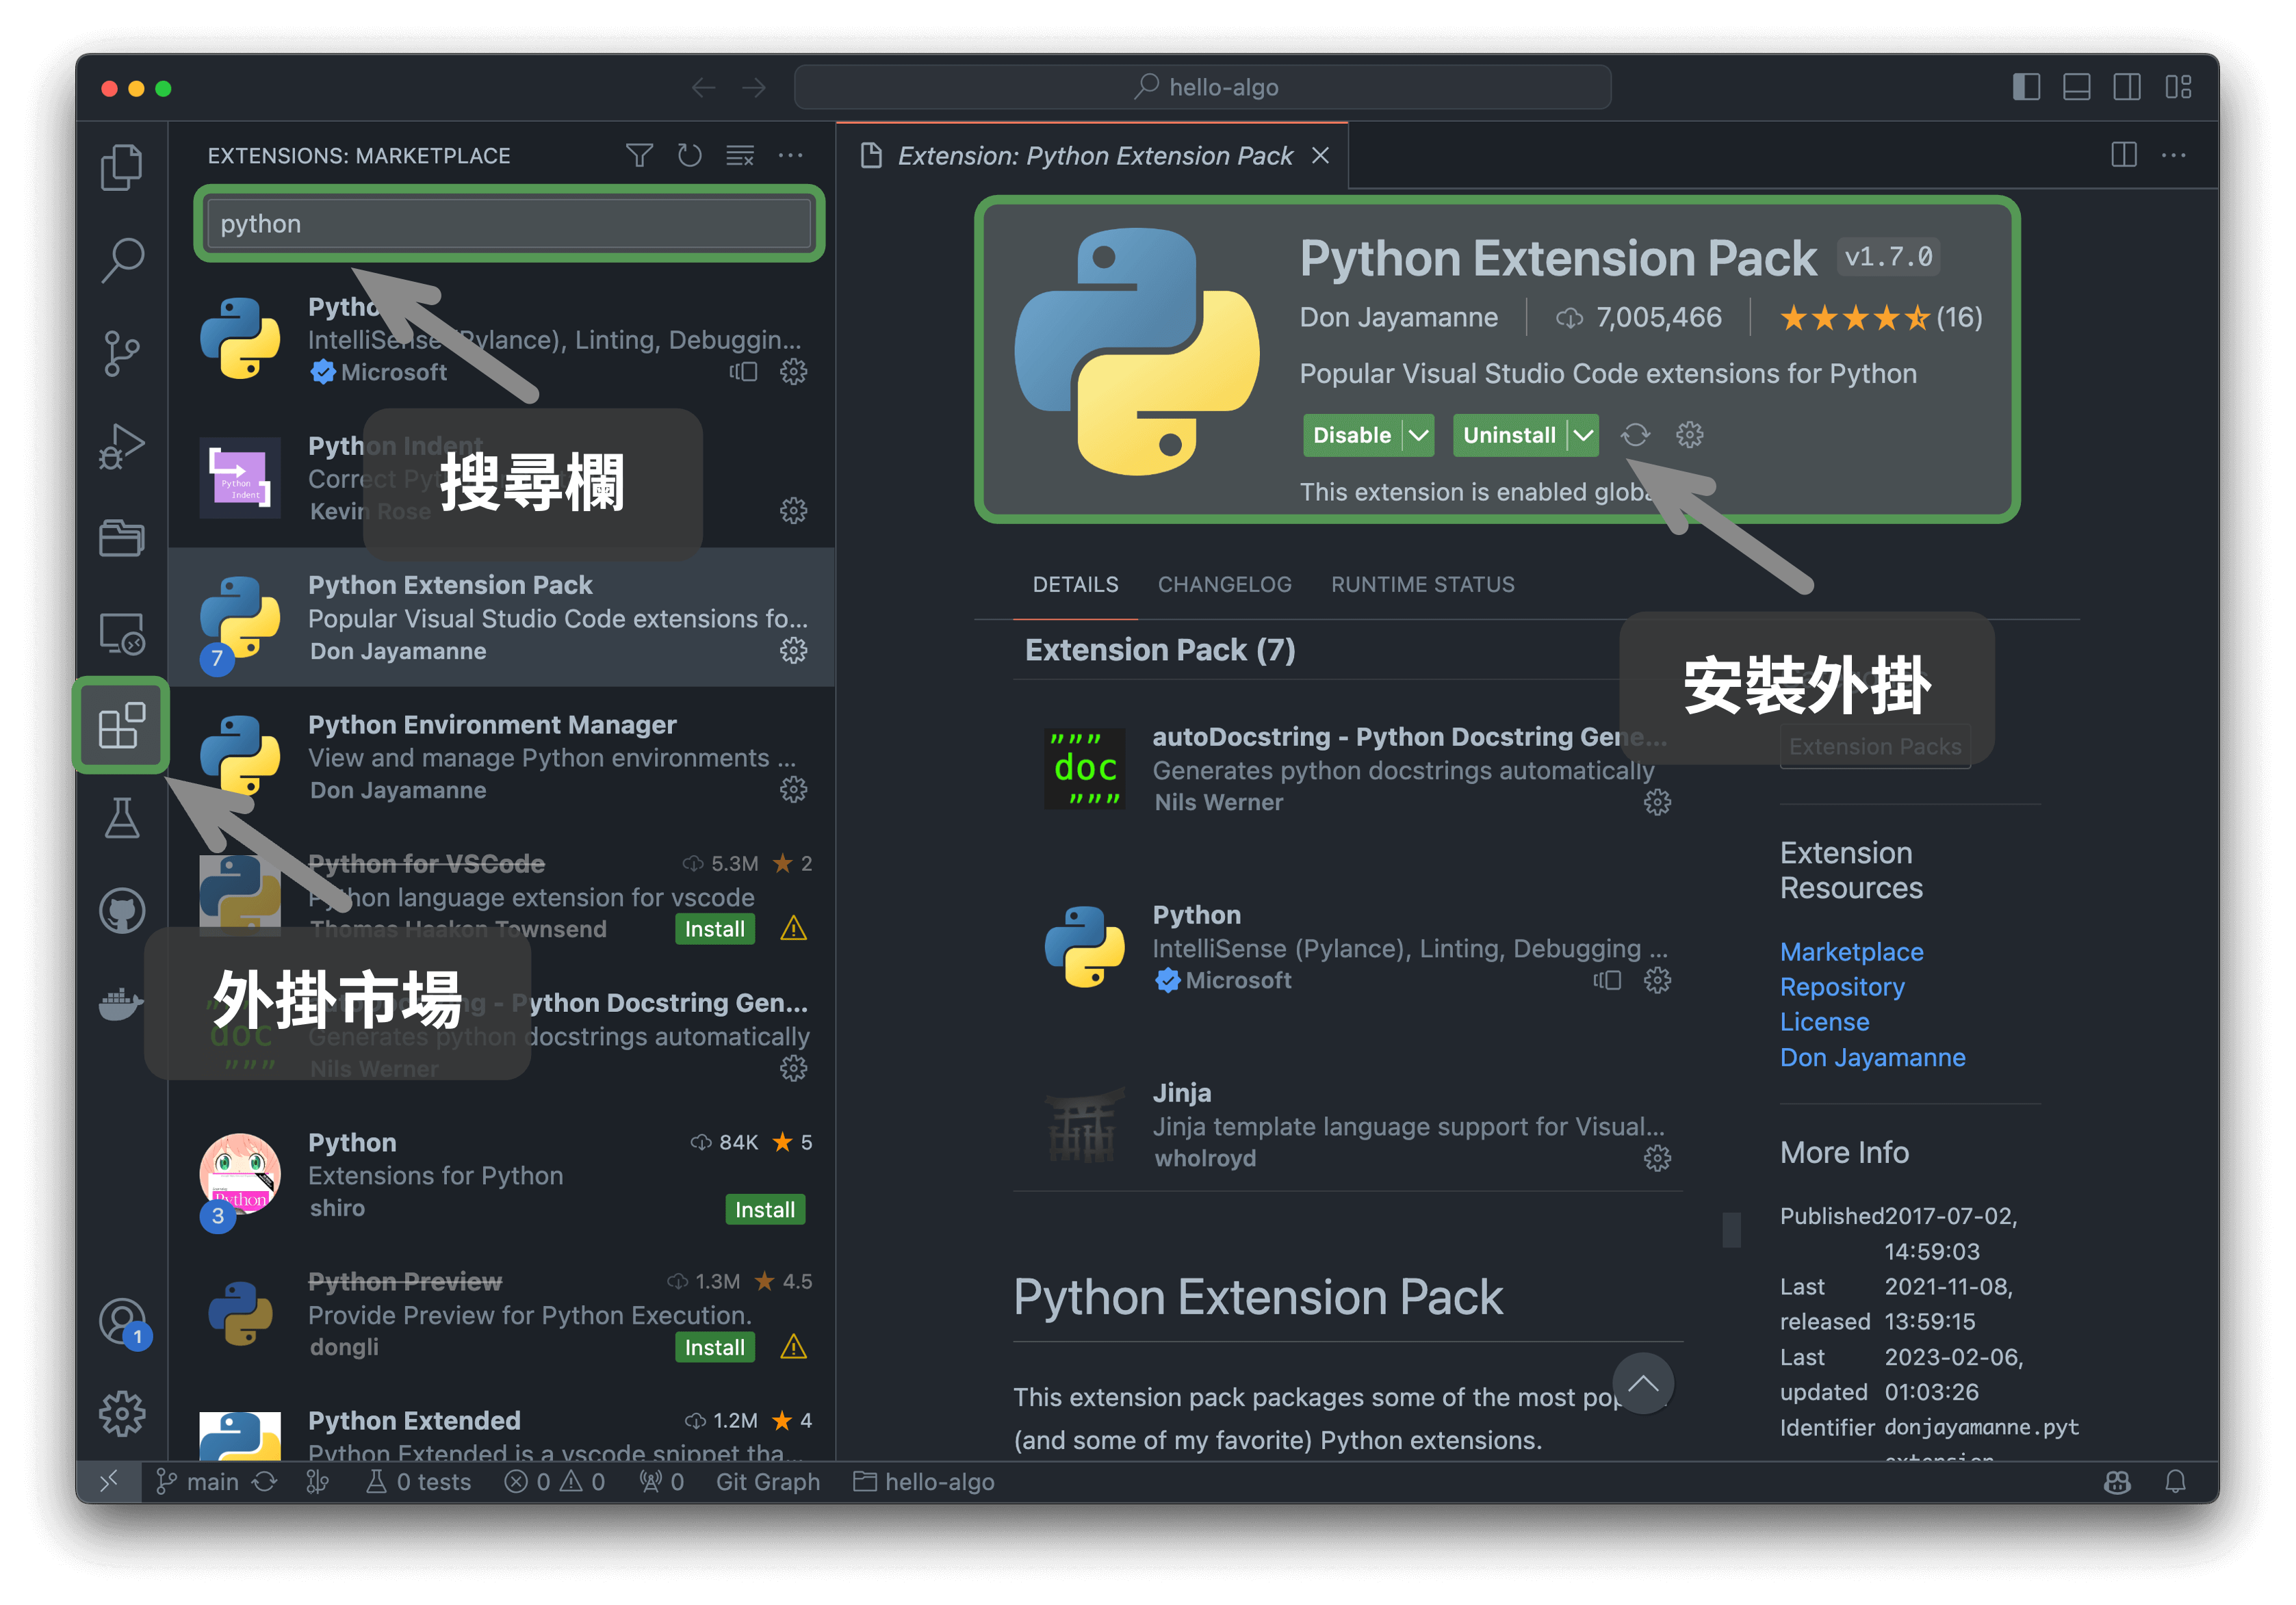 hello-algo
EXTENSIONS: MARKETPLACE
python
Python
IntelliSense (Pylance), Linting, Debuggin...
Microsoft
Python Indent
Correct
Kevin Rose
搜尋欄
Python Extension Pack
Popular Visual Studio Code extensions fo...
Don Jayamanne
7
Python Environment Manager
View and manage Python environments ...
Don Jayamanne
Python for VSCode 5.3M 2
Python language extension for vscode
Thomas Haakon Townsend Install
外掛市場
- Python Docstring Gen...
doc
Generates python docstrings automatically
Nils Werner
Python 84K 5
Extensions for Python
shiro Install
Python
3
Python Preview 1.3M 4.5
Provide Preview for Python Execution.
dongli Install
Python Extended 1.2M 4
Python Extended is a vscode snippet tha...
1
Extension: Python Extension Pack
Python Extension Pack v1.7.0
Don Jayamanne 7,005,466 (16)
Popular Visual Studio Code extensions for Python
Disable Uninstall
This extension is enabled globa
安裝外掛
DETAILS CHANGELOG RUNTIME STATUS
Extension Pack (7)
autoDocstring - Python Docstring Gene...
Generates python docstrings automatically
Nils Werner
""" doc """
Python
IntelliSense (Pylance), Linting, Debugging ...
Microsoft
Jinja
Jinja template language support for Visual...
wholroyd
Python Extension Pack
This extension pack packages some of the most pop
(and some of my favorite) Python extensions.
Extension Packs
Extension
Resources
Marketplace
Repository
License
Don Jayamanne
More Info
Published 2017-07-02,
14:59:03
Last 2021-11-08,
released 13:59:15
Last 2023-02-06,
updated 01:03:26
Identifier donjayamanne.pyt
extension
main 0 tests 0 0 0 Git Graph hello-algo